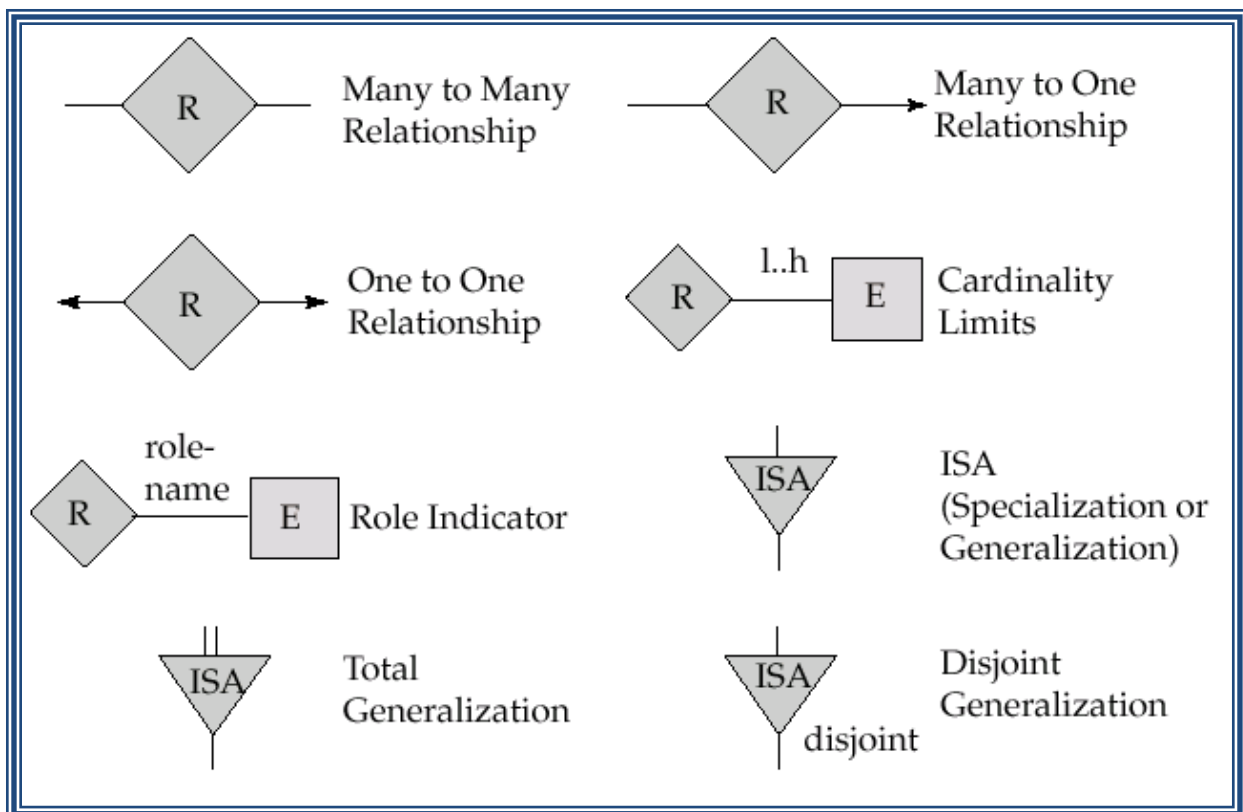 R
Many to Many
Relationship
R
Many to One
Relationship
R
One to One
Relationship
R
l..h
E
Cardinality
Limits
R
role-
name
E
Role Indicator
ISA
ISA
(Specialization or
Generalization)
ISA
Total
Generalization
ISA
disjoint
Disjoint
Generalization